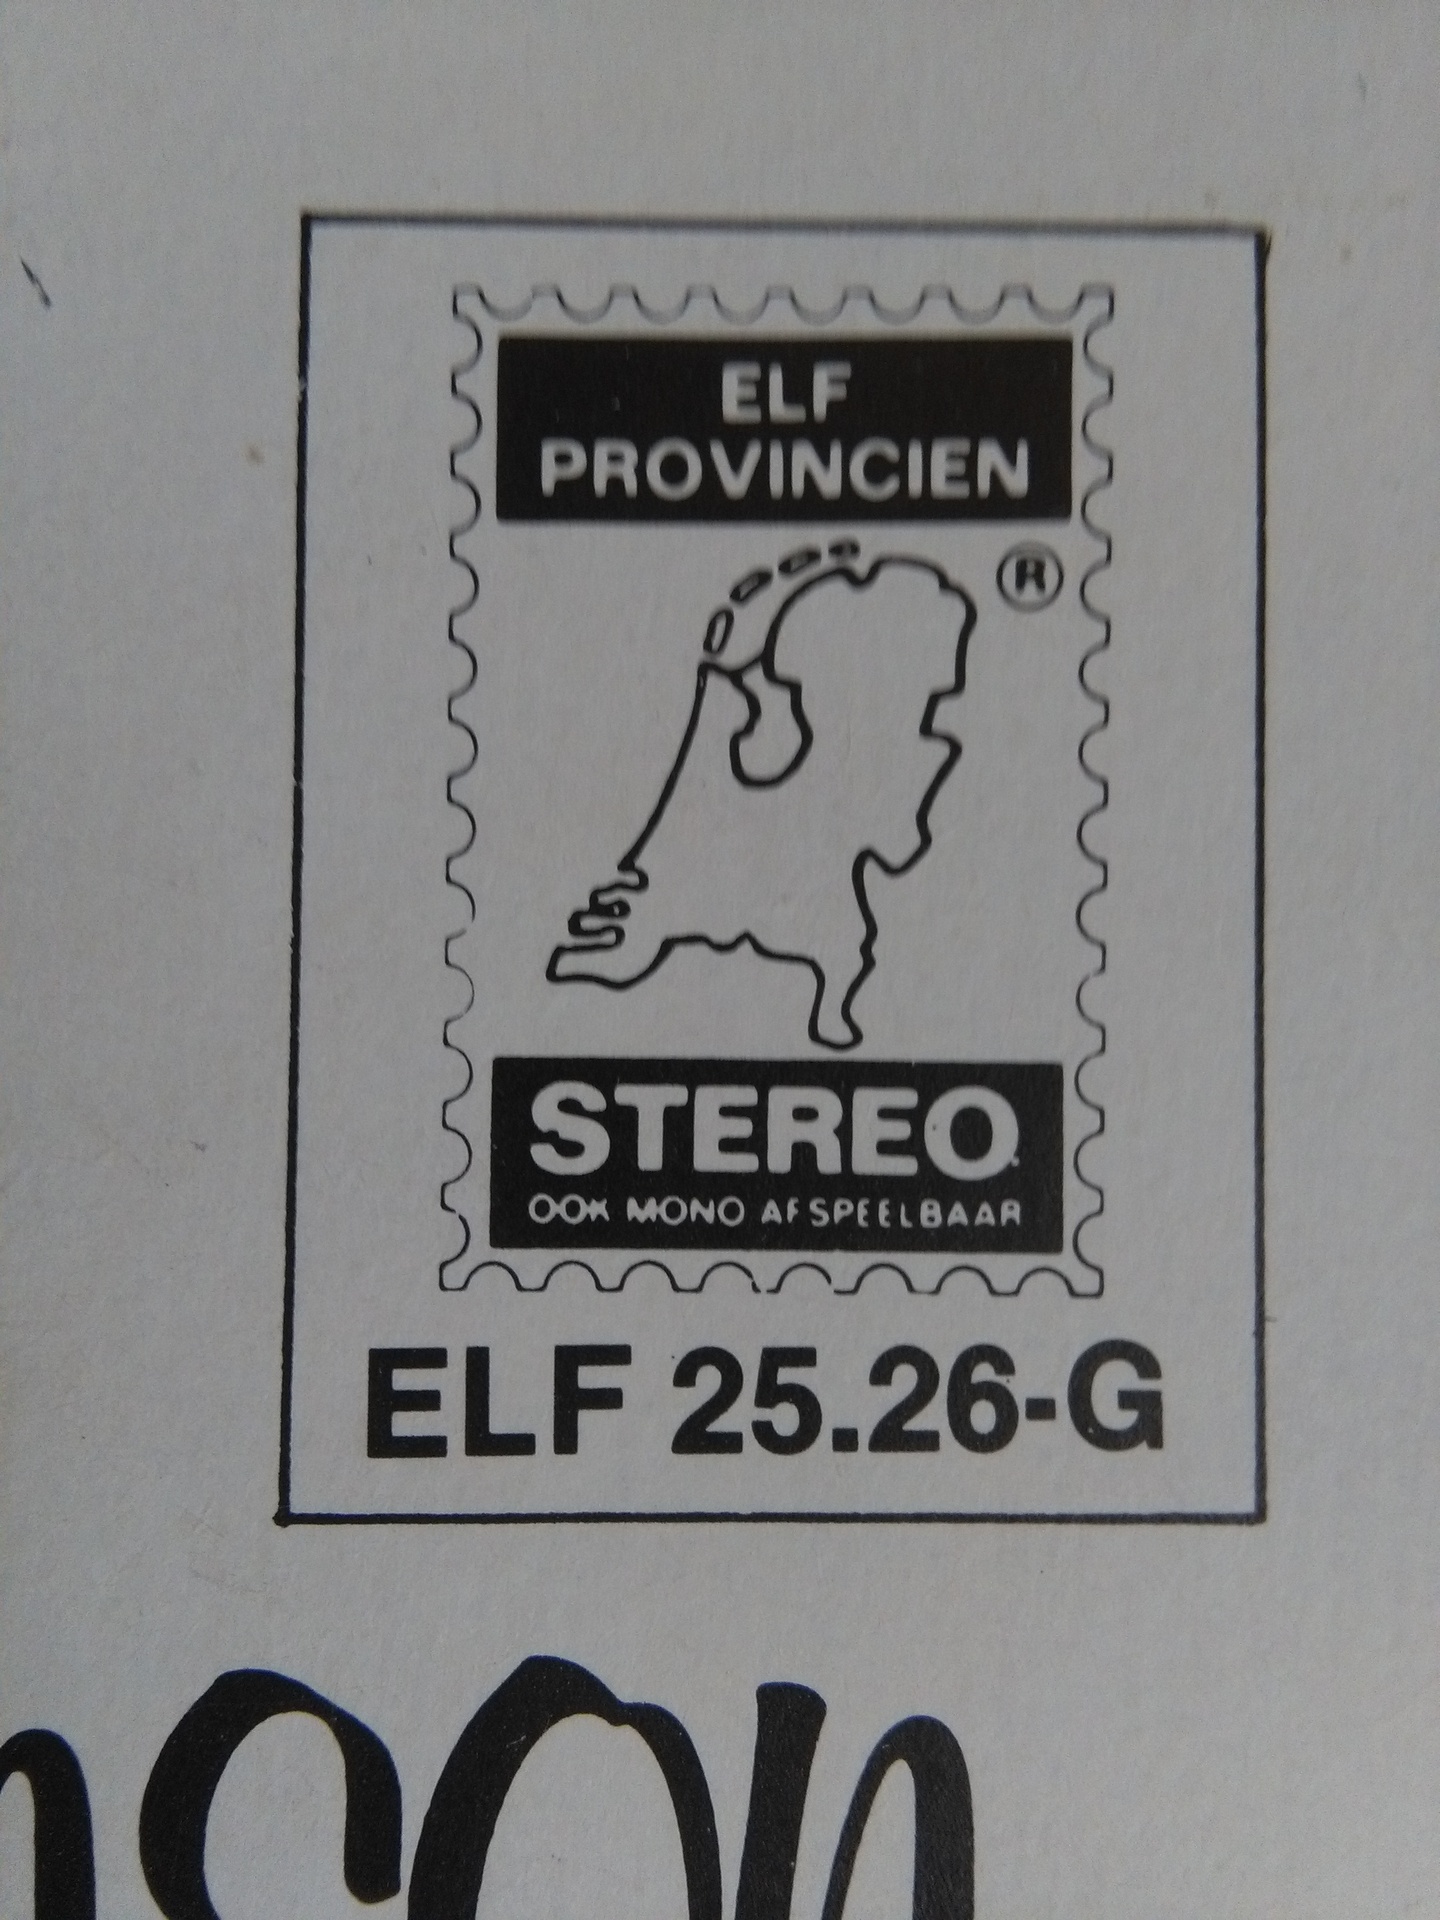 ELF
PROVINCIEN
®
STEREO
OOK MONO AFSPEELBAAR
ELF 25.26-G